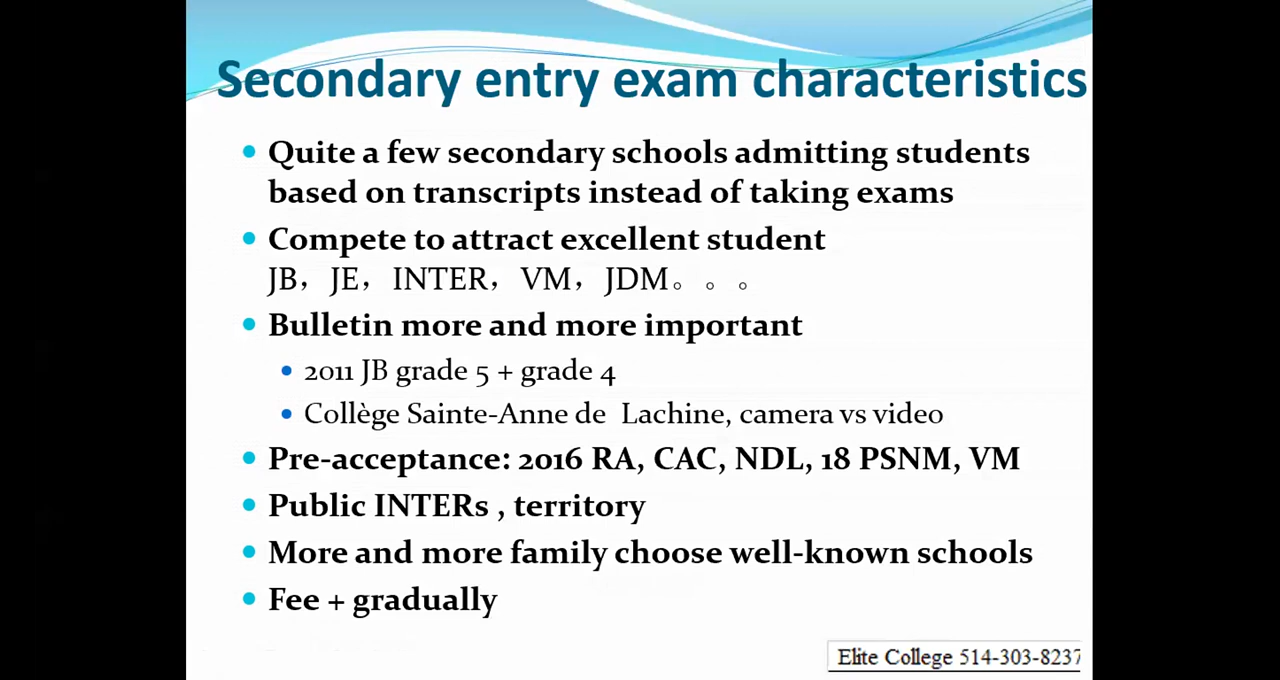 Secondary entry exam characteristics
• Quite a few secondary schools admitting students
based on transcripts instead of taking exams
• Compete to attract excellent student
JB，JE，INTER，VM，JDM。。。
• Bulletin more and more important
• 2011 JB grade 5 + grade 4
• Collège Sainte-Anne de Lachine, camera vs video
• Pre-acceptance: 2016 RA, CAC, NDL, 18 PSNM, VM
• Public INTERs , territory
• More and more family choose well-known schools
• Fee + gradually
Elite College 514-303-8237